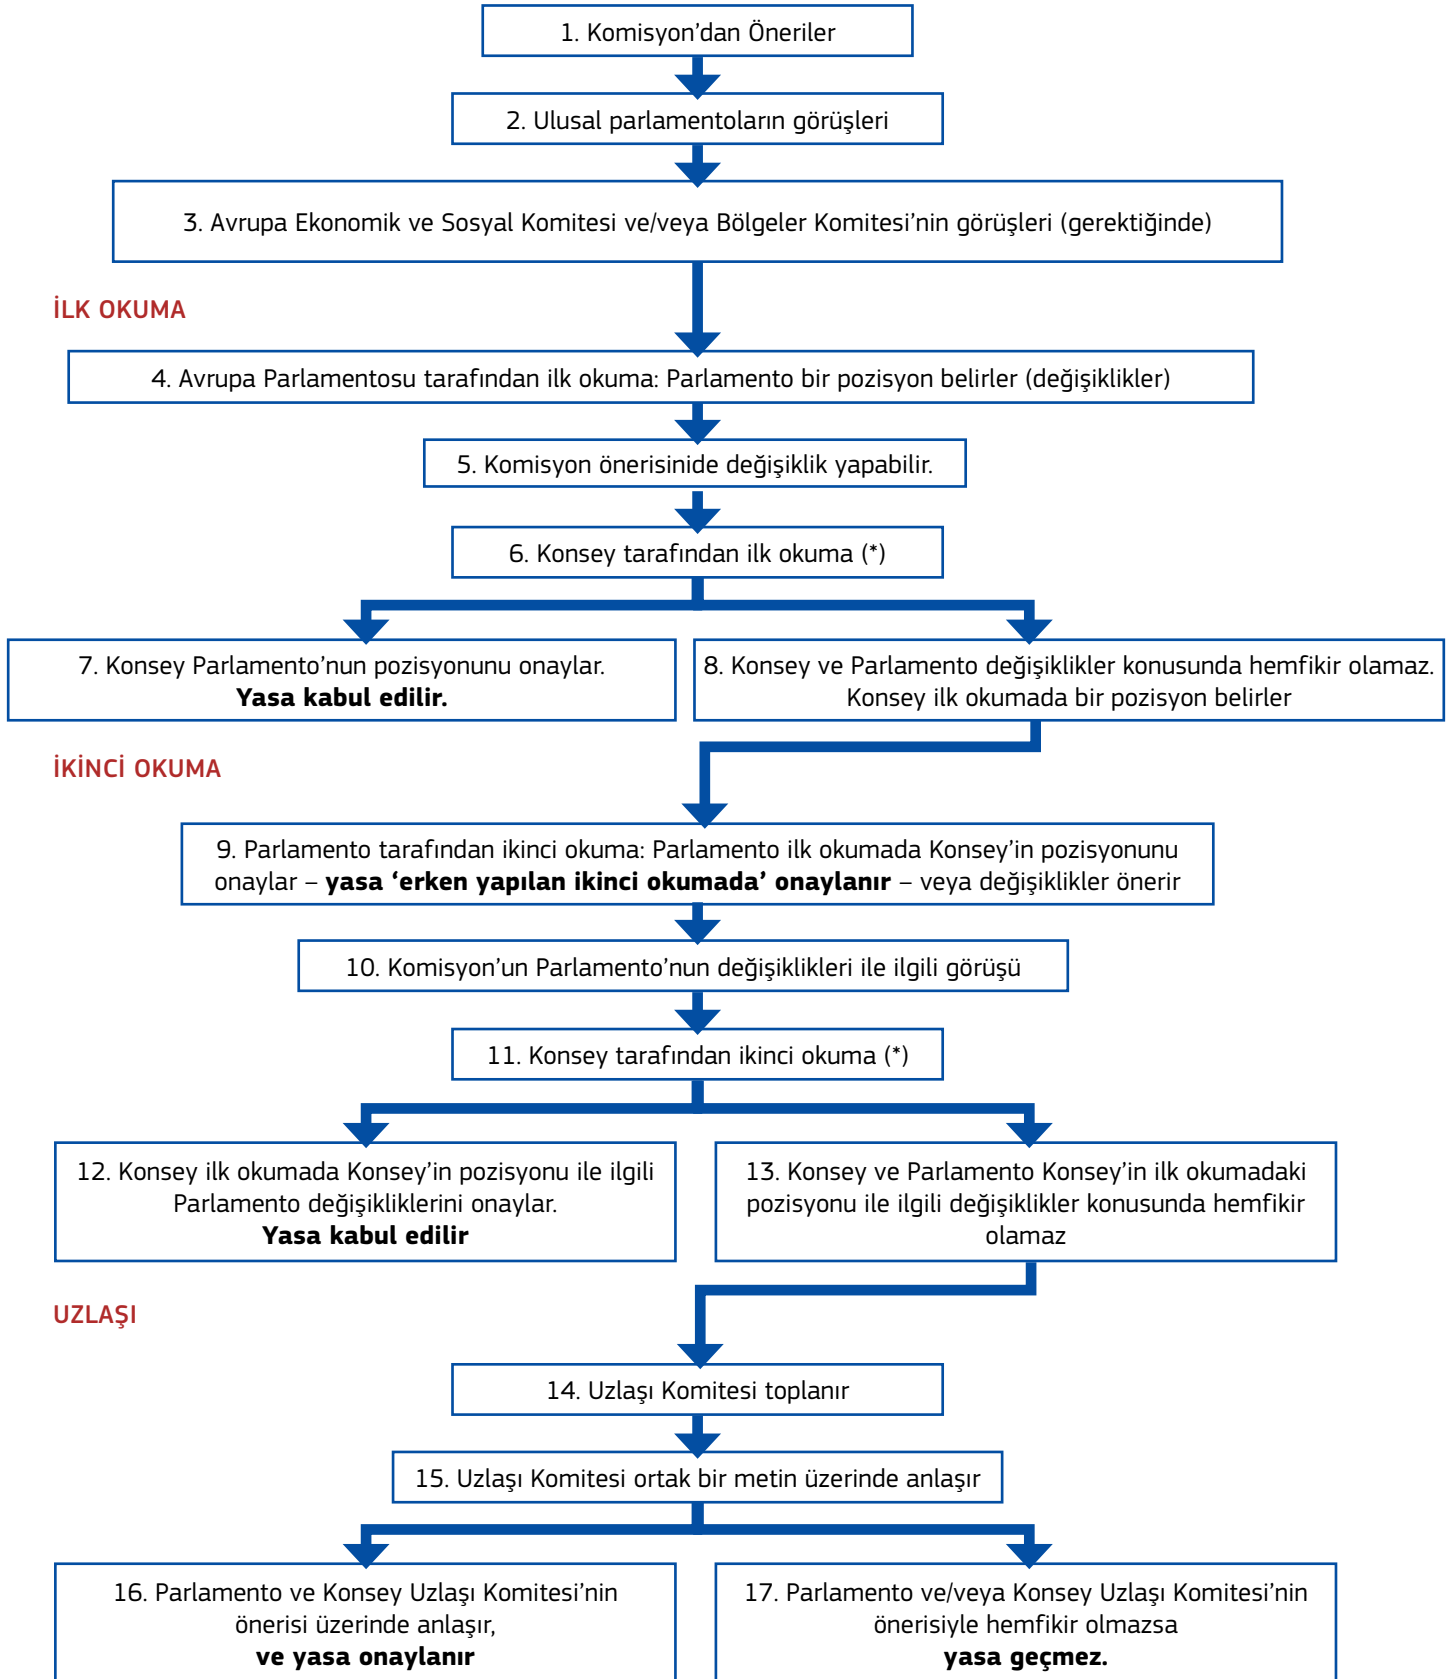 1. Komisyon’dan Öneriler
2. Ulusal parlamentoların görüşleri
3. Avrupa Ekonomik ve Sosyal Komitesi ve/veya Bölgeler Komitesi’nin görüşleri (gerektiğinde)
İLK OKUMA
4. Avrupa Parlamentosu tarafından ilk okuma: Parlamento bir pozisyon belirler (değişiklikler)
5. Komisyon önerisinide değişiklik yapabilir.
6. Konsey tarafından ilk okuma (*)
7. Konsey Parlamento’nun pozisyonunu onaylar.
Yasa kabul edilir.
8. Konsey ve Parlamento değişiklikler konusunda hemfikir olamaz.
Konsey ilk okumada bir pozisyon belirler
İKİNCİ OKUMA
9. Parlamento tarafından ikinci okuma: Parlamento ilk okumada Konsey’in pozisyonunu
onaylar – yasa ‘erken yapılan ikinci okumada’ onaylanır – veya değişiklikler önerir
10. Komisyon’un Parlamento’nun değişiklikleri ile ilgili görüşü
11. Konsey tarafından ikinci okuma (*)
12. Konsey ilk okumada Konsey’in pozisyonu ile ilgili
Parlamento değişikliklerini onaylar.
Yasa kabul edilir
13. Konsey ve Parlamento Konsey’in ilk okumadaki
pozisyonu ile ilgili değişiklikler konusunda hemfikir
olamaz
UZLAŞI
14. Uzlaşı Komitesi toplanır
15. Uzlaşı Komitesi ortak bir metin üzerinde anlaşır
16. Parlamento ve Konsey Uzlaşı Komitesi’nin
önerisi üzerinde anlaşır,
ve yasa onaylanır
17. Parlamento ve/veya Konsey Uzlaşı Komitesi’nin
önerisiyle hemfikir olmazsa
yasa geçmez.